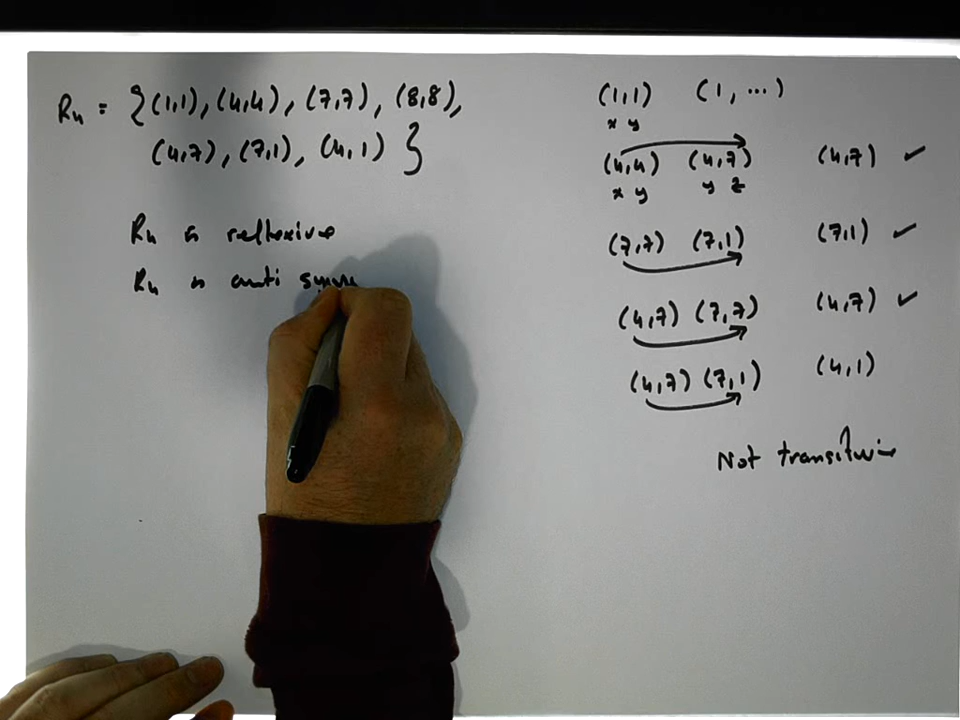 R₄ = {(1,1), (4,4), (7,7), (8,8),
(4,7), (7,1), (4,1) }
R₄ is reflexive
R₄ is anti symm
(1,1) (1, ...)
x y
(4,4) (4,7) (4,7) ✓
x y y z
(7,7) (7,1) (7,1) ✓
(4,7) (7,7) (4,7) ✓
(4,7) (7,1) (4,1)
Not transitive